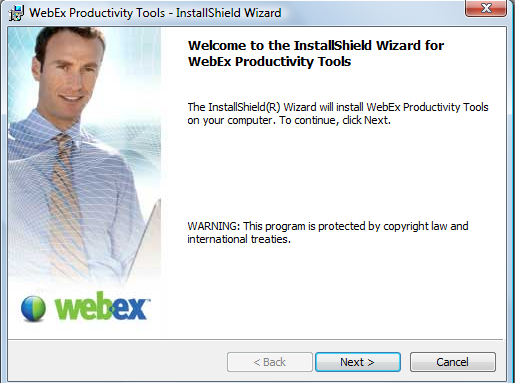 WebEx Productivity Tools - InstallShield Wizard
Welcome to the InstallShield Wizard for
WebEx Productivity Tools
The InstallShield(R) Wizard will install WebEx Productivity Tools
on your computer. To continue, click Next.
WARNING: This program is protected by copyright law and
international treaties.
webex™
< Back
Next >
Cancel